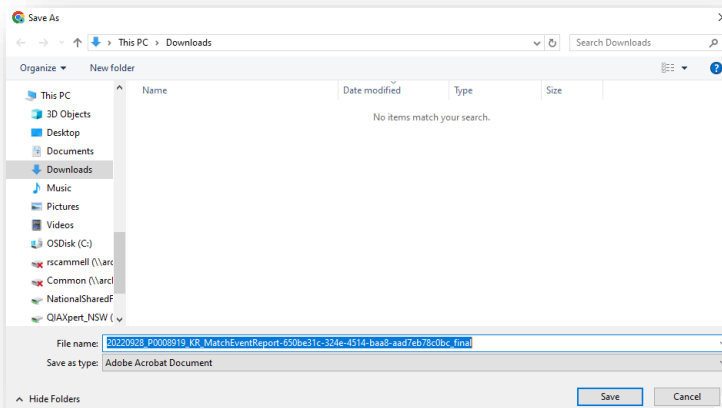 Save As
This PC > Downloads
Search Downloads
Organize
New folder
Name
Date modified
Type
Size
No items match your search.
This PC
3D Objects
Desktop
Documents
Downloads
Music
Pictures
Videos
OSDisk (C:)
rscammell (\\arc
Common (\\arcl
NationalSharedF
QIAXpert_NSW (
File name: 20220928_P0008919_KR_MatchEventReport-650be31c-324e-4514-baa8-aad7eb78c0bc_final
Save as type: Adobe Acrobat Document
Hide Folders
Save
Cancel